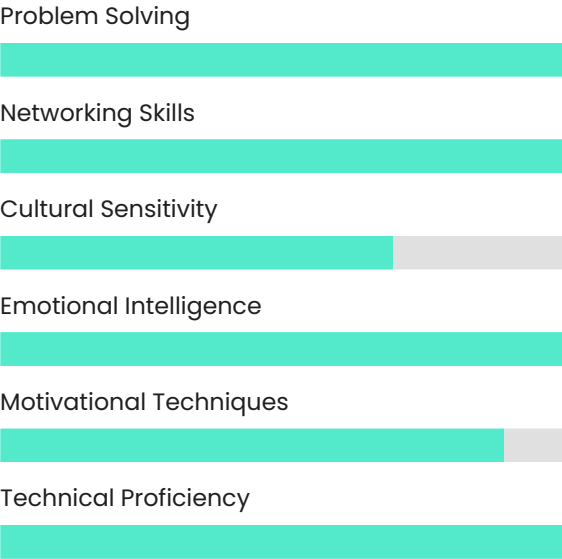 Problem Solving
Networking Skills
Cultural Sensitivity
Emotional Intelligence
Motivational Techniques
Technical Proficiency